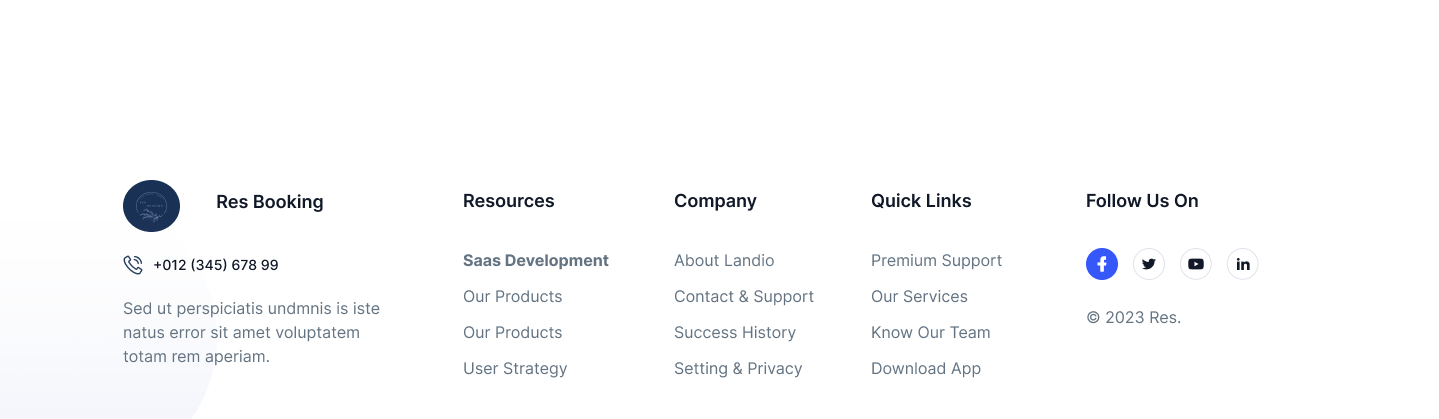 Res Booking
+012 (345) 678 99
Sed ut perspiciatis undmnis is iste
natus error sit amet voluptatem
totam rem aperiam.
Resources
Saas Development
Our Products
Our Products
User Strategy
Company
About Landio
Contact & Support
Success History
Setting & Privacy
Quick Links
Premium Support
Our Services
Know Our Team
Download App
Follow Us On
© 2023 Res.